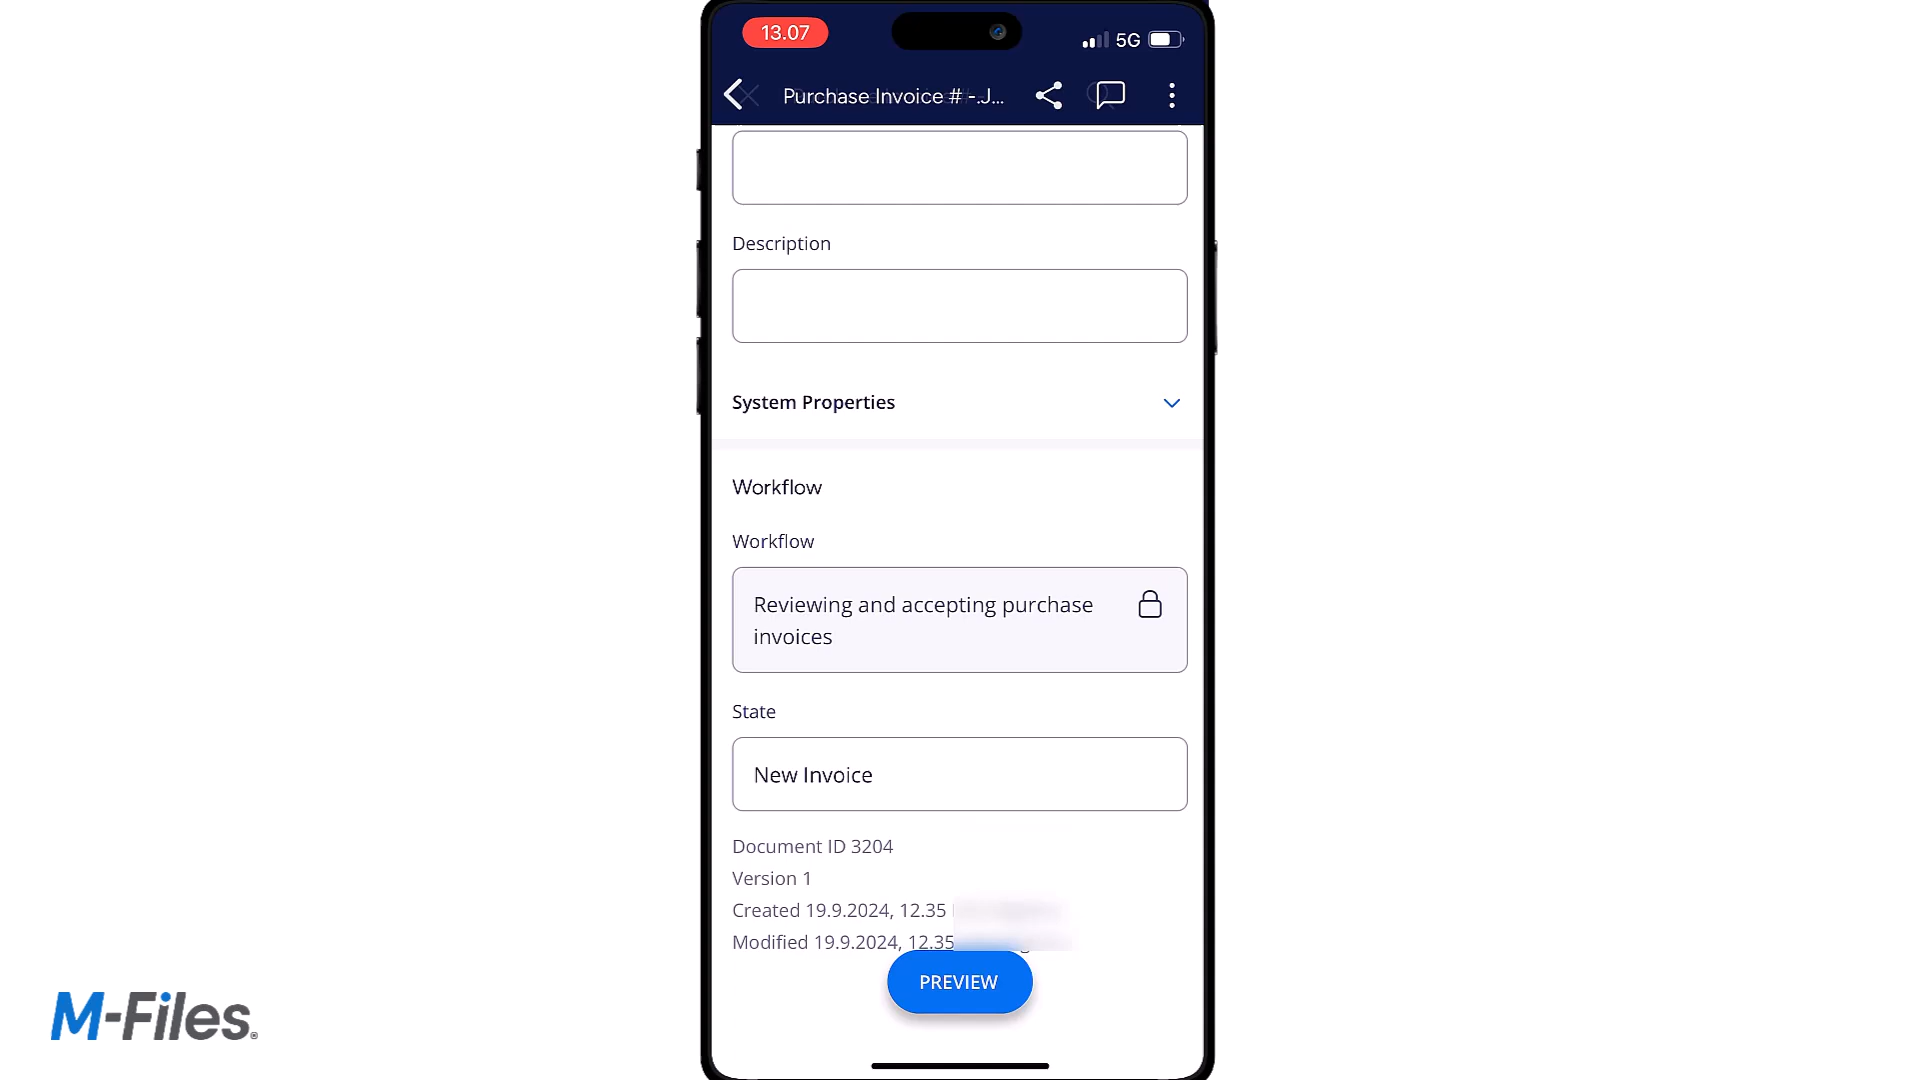 13.07
5G
Purchase Invoice # -.J...
Description
System Properties
Workflow
Workflow
Reviewing and accepting purchase
invoices
State
New Invoice
Document ID 3204
Version 1
Created 19.9.2024, 12.35
Modified 19.9.2024, 12.35
PREVIEW
M-Files®